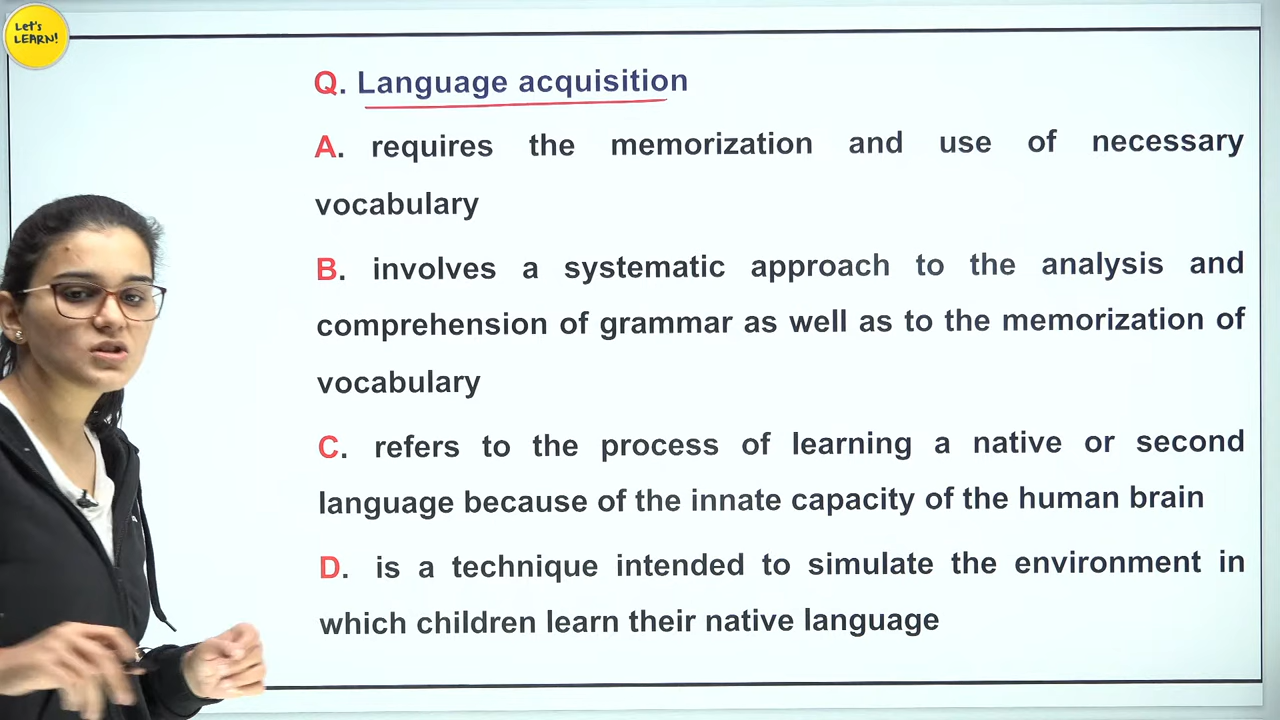 Let's
LEARN!
Q. Language acquisition
A. requires the memorization and use of necessary
vocabulary
B. involves a systematic approach to the analysis and
comprehension of grammar as well as to the memorization of
vocabulary
C. refers to the process of learning a native or second
language because of the innate capacity of the human brain
D. is a technique intended to simulate the environment in
which children learn their native language